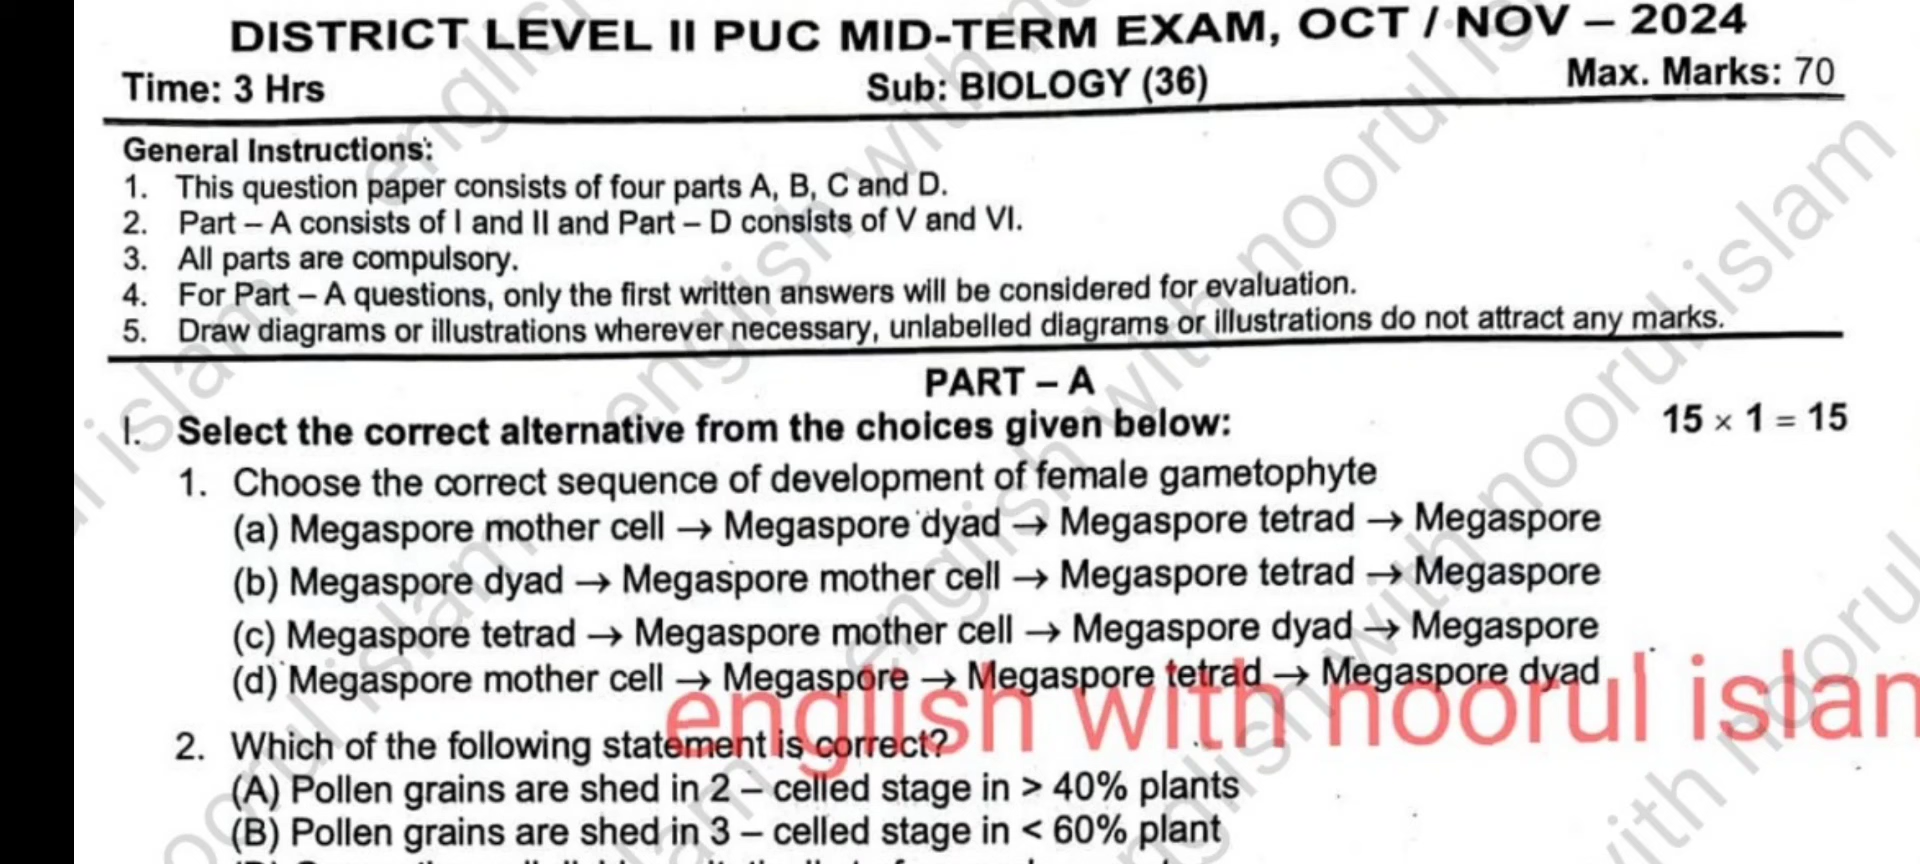 DISTRICT LEVEL II PUC MID-TERM EXAM, OCT / NOV – 2024
Time: 3 Hrs Sub: BIOLOGY (36) Max. Marks: 70
General Instructions:
1. This question paper consists of four parts A, B, C and D.
2. Part – A consists of I and II and Part – D consists of V and VI.
3. All parts are compulsory.
4. For Part – A questions, only the first written answers will be considered for evaluation.
5. Draw diagrams or illustrations wherever necessary, unlabelled diagrams or illustrations do not attract any marks.
PART – A
I. Select the correct alternative from the choices given below: 15 × 1 = 15
1. Choose the correct sequence of development of female gametophyte
(a) Megaspore mother cell → Megaspore dyad → Megaspore tetrad → Megaspore
(b) Megaspore dyad → Megaspore mother cell → Megaspore tetrad → Megaspore
(c) Megaspore tetrad → Megaspore mother cell → Megaspore dyad → Megaspore
(d) Megaspore mother cell → Megaspore → Megaspore tetrad → Megaspore dyad
english with noorul islam
2. Which of the following statement is correct?
(A) Pollen grains are shed in 2 – celled stage in > 40% plants
(B) Pollen grains are shed in 3 – celled stage in < 60% plant